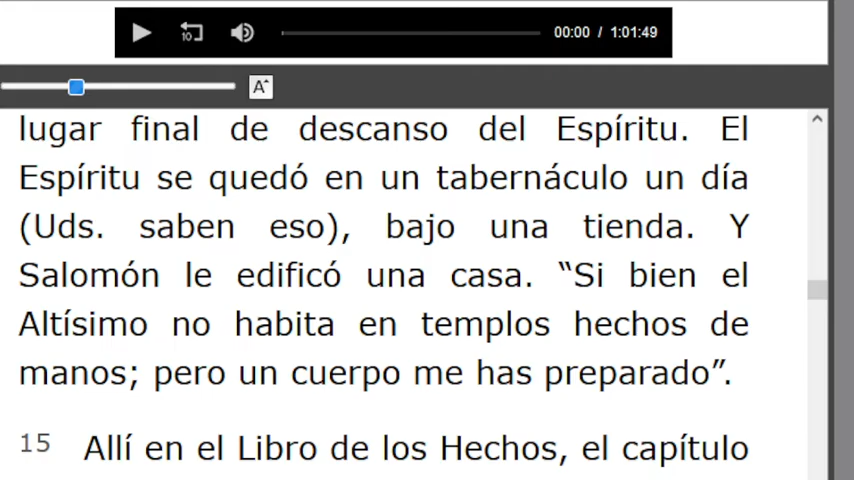 10 00:00 / 1:01:49
A
lugar final de descanso del Espíritu. El
Espíritu se quedó en un tabernáculo un día
(Uds. saben eso), bajo una tienda. Y
Salomón le edificó una casa. “Si bien el
Altísimo no habita en templos hechos de
manos; pero un cuerpo me has preparado”.
15 Allí en el Libro de los Hechos, el capítulo